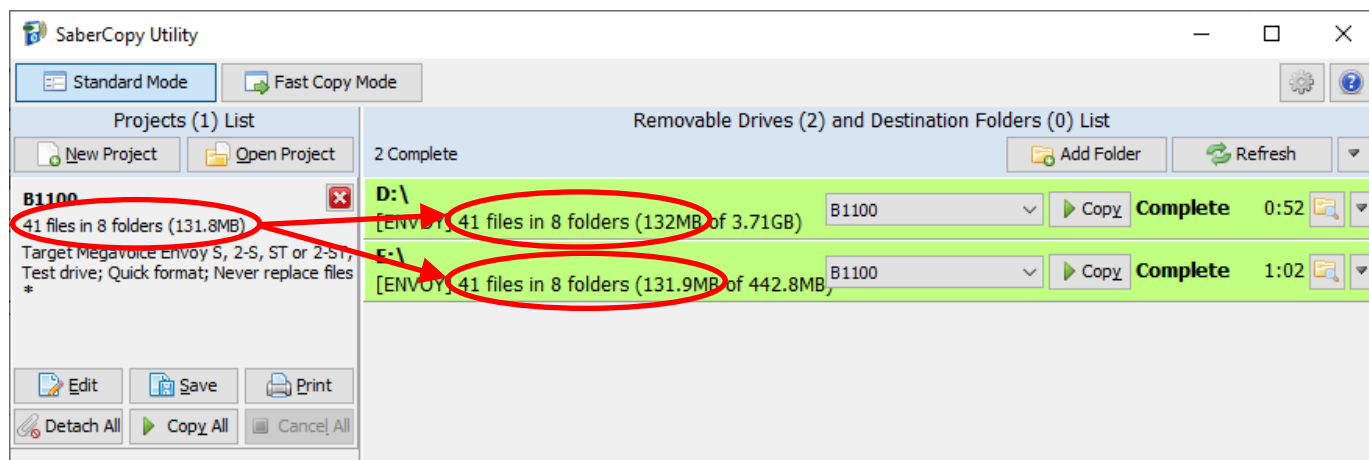 SaberCopy Utility
Standard Mode Fast Copy Mode
Projects (1) List
New Project Open Project
B1100
41 files in 8 folders (131.8MB)
Target MegaVoice Envoy S, 2-S, ST or 2-ST,
Test drive; Quick format; Never replace files
*
Edit Save Print
Detach All Copy All Cancel All
Removable Drives (2) and Destination Folders (0) List
2 Complete Add Folder Refresh
D:\
[ENVOY] 41 files in 8 folders (132MB of 3.71GB) B1100 Copy Complete 0:52
E:\
[ENVOY] 41 files in 8 folders (131.9MB of 442.8MB) B1100 Copy Complete 1:02